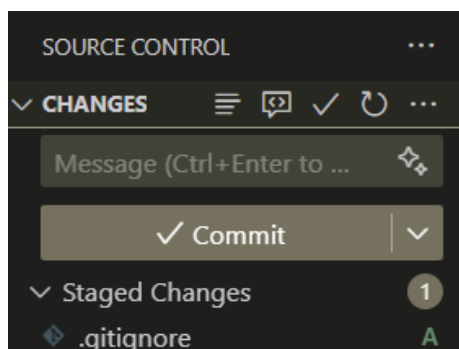 SOURCE CONTROL
CHANGES
Message (Ctrl+Enter to ...
Commit
Staged Changes 1
.gitignore A